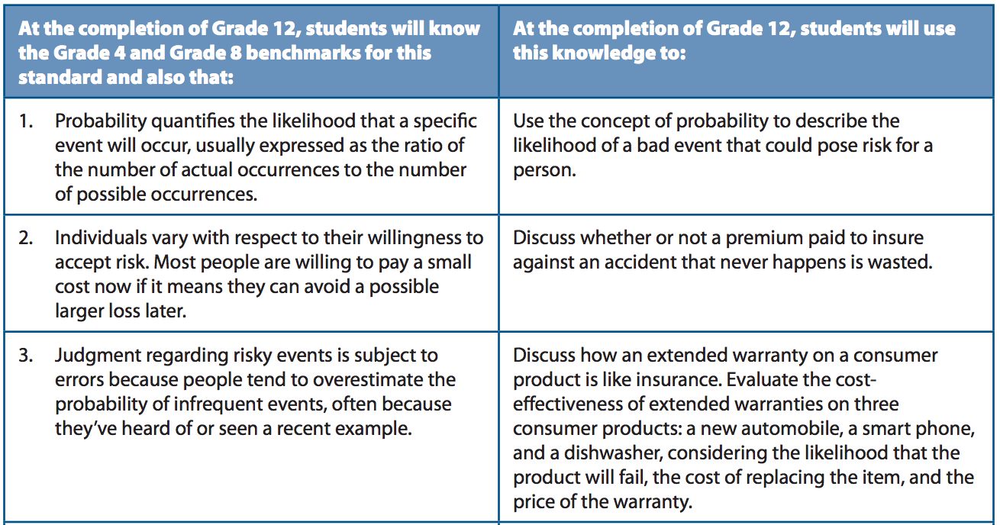 At the completion of Grade 12, students will know
the Grade 4 and Grade 8 benchmarks for this
standard and also that:
At the completion of Grade 12, students will use
this knowledge to:
1. Probability quantifies the likelihood that a specific
event will occur, usually expressed as the ratio of
the number of actual occurrences to the number
of possible occurrences.
Use the concept of probability to describe the
likelihood of a bad event that could pose risk for a
person.
2. Individuals vary with respect to their willingness to
accept risk. Most people are willing to pay a small
cost now if it means they can avoid a possible
larger loss later.
Discuss whether or not a premium paid to insure
against an accident that never happens is wasted.
3. Judgment regarding risky events is subject to
errors because people tend to overestimate the
probability of infrequent events, often because
they’ve heard of or seen a recent example.
Discuss how an extended warranty on a consumer
product is like insurance. Evaluate the cost-
effectiveness of extended warranties on three
consumer products: a new automobile, a smart phone,
and a dishwasher, considering the likelihood that the
product will fail, the cost of replacing the item, and the
price of the warranty.